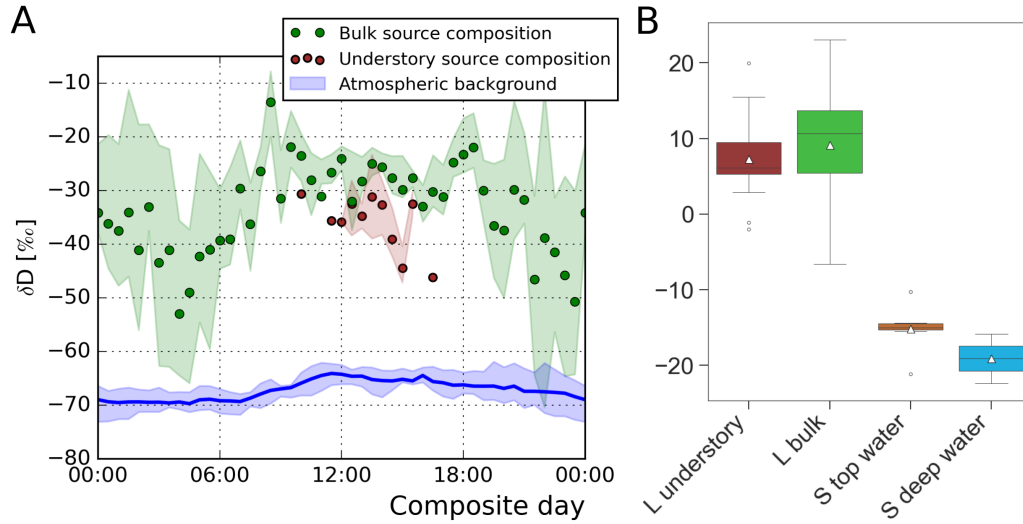 A
Bulk source composition
Understory source composition
Atmospheric background
−10
−20
−30
−40
−50
−60
−70
−80
δD [‰]
00:00 06:00 12:00 18:00 00:00
Composite day
B
20
10
0
−10
−20
L understory
L bulk
S top water
S deep water